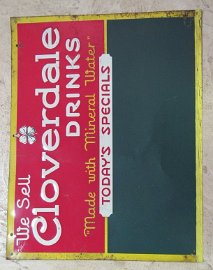 We Sell
Cloverdale
DRINKS
Made with Mineral Water"
TODAY'S SPECIALS